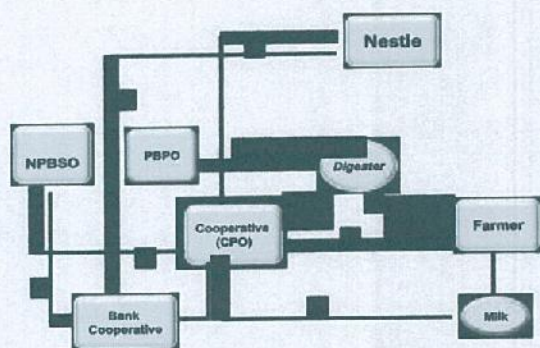 Nestle
NPBSO
PBPO
Digester
Cooperative
(CPO)
Farmer
Bank
Cooperative
Milk